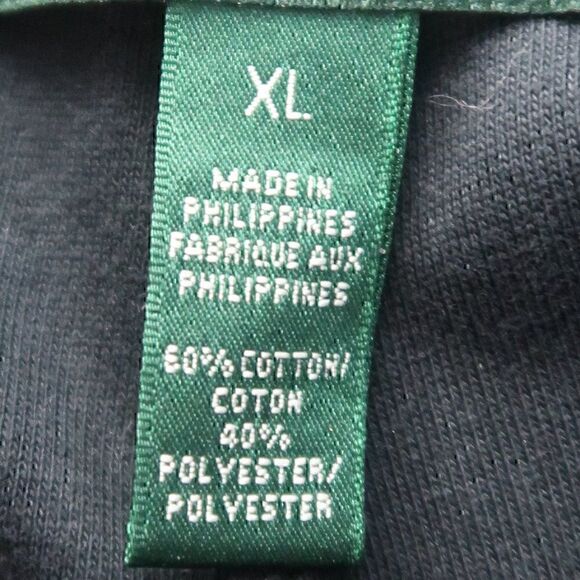 XL
MADE IN
PHILIPPINES
FABRIQUE AUX
PHILIPPINES
60% COTTON/
COTON
40%
POLYESTER/
POLYESTER